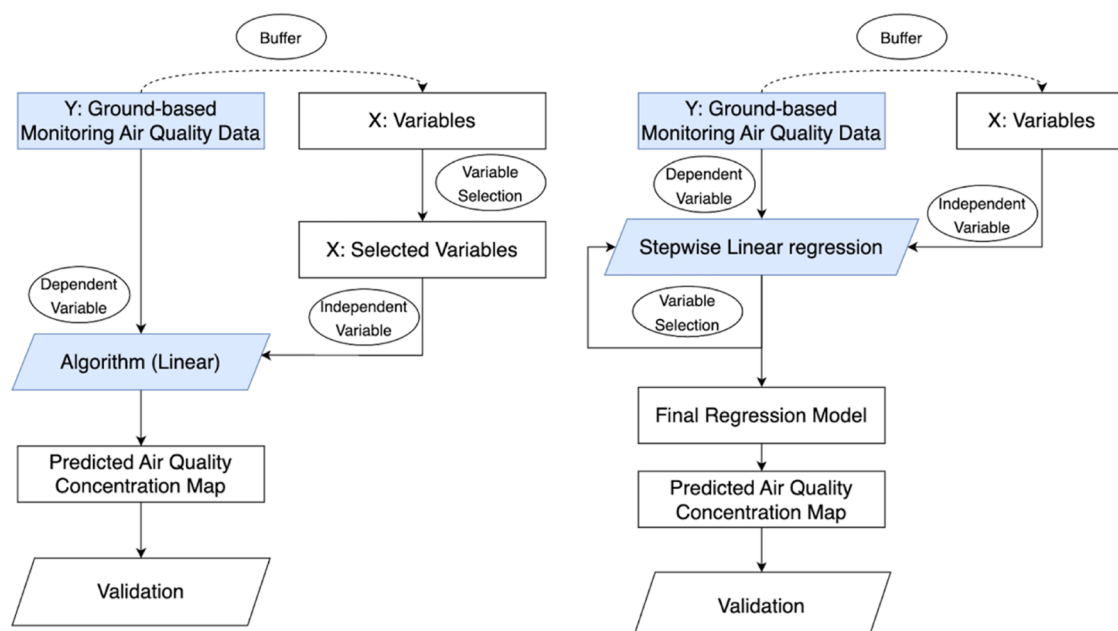 Buffer
Y: Ground-based
Monitoring Air Quality Data
X: Variables
Variable
Selection
X: Selected Variables
Dependent
Variable
Independent
Variable
Algorithm (Linear)
Predicted Air Quality
Concentration Map
Validation
Buffer
Y: Ground-based
Monitoring Air Quality Data
X: Variables
Dependent
Variable
Independent
Variable
Stepwise Linear regression
Variable
Selection
Final Regression Model
Predicted Air Quality
Concentration Map
Validation